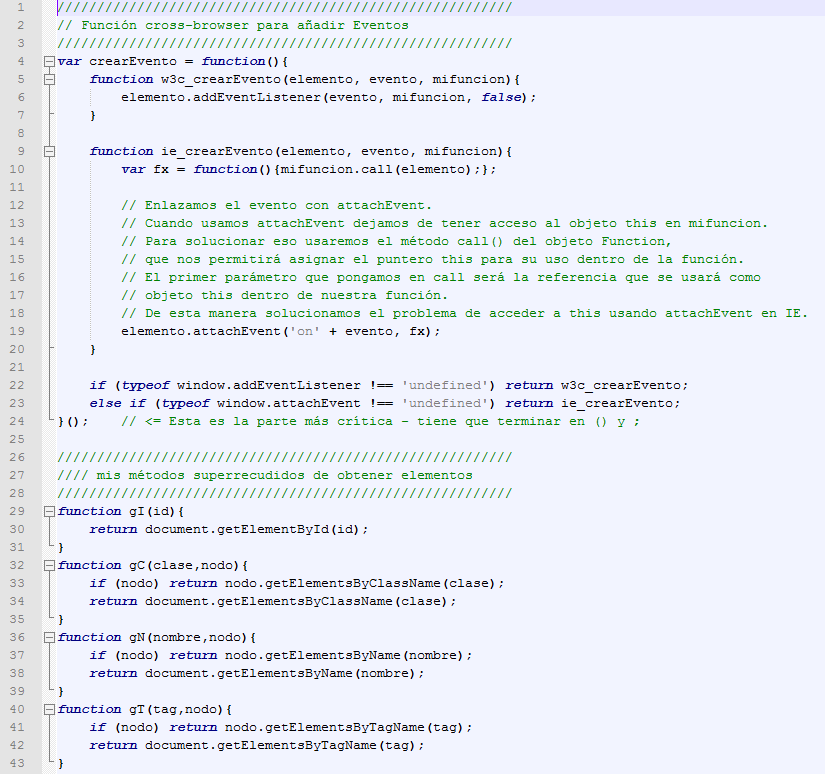 1 /////////////////////////////////////////////////////////
2 // Función cross-browser para añadir Eventos
3 /////////////////////////////////////////////////////////
4 var crearEvento = function(){
5     function w3c_crearEvento(elemento, evento, mifuncion){
6         elemento.addEventListener(evento, mifuncion, false);
7     }
8
9     function ie_crearEvento(elemento, evento, mifuncion){
10         var fx = function(){mifuncion.call(elemento);};
11
12         // Enlazamos el evento con attachEvent.
13         // Cuando usamos attachEvent dejamos de tener acceso al objeto this en mifuncion.
14         // Para solucionar eso usaremos el método call() del objeto Function,
15         // que nos permitirá asignar el puntero this para su uso dentro de la función.
16         // El primer parámetro que pongamos en call será la referencia que se usará como
17         // objeto this dentro de nuestra función.
18         // De esta manera solucionamos el problema de acceder a this usando attachEvent en IE.
19         elemento.attachEvent('on' + evento, fx);
20     }
21
22     if (typeof window.addEventListener !== 'undefined') return w3c_crearEvento;
23     else if (typeof window.attachEvent !== 'undefined') return ie_crearEvento;
24 }();    // <= Esta es la parte más crítica - tiene que terminar en () y ;
25
26 /////////////////////////////////////////////////////////
27 //// mis métodos superrecudidos de obtener elementos
28 /////////////////////////////////////////////////////////
29 function gI(id){
30     return document.getElementById(id);
31 }
32 function gC(clase,nodo){
33     if (nodo) return nodo.getElementsByClassName(clase);
34     return document.getElementsByClassName(clase);
35 }
36 function gN(nombre,nodo){
37     if (nodo) return nodo.getElementsByName(nombre);
38     return document.getElementsByName(nombre);
39 }
40 function gT(tag,nodo){
41     if (nodo) return nodo.getElementsByTagName(tag);
42     return document.getElementsByTagName(tag);
43 }